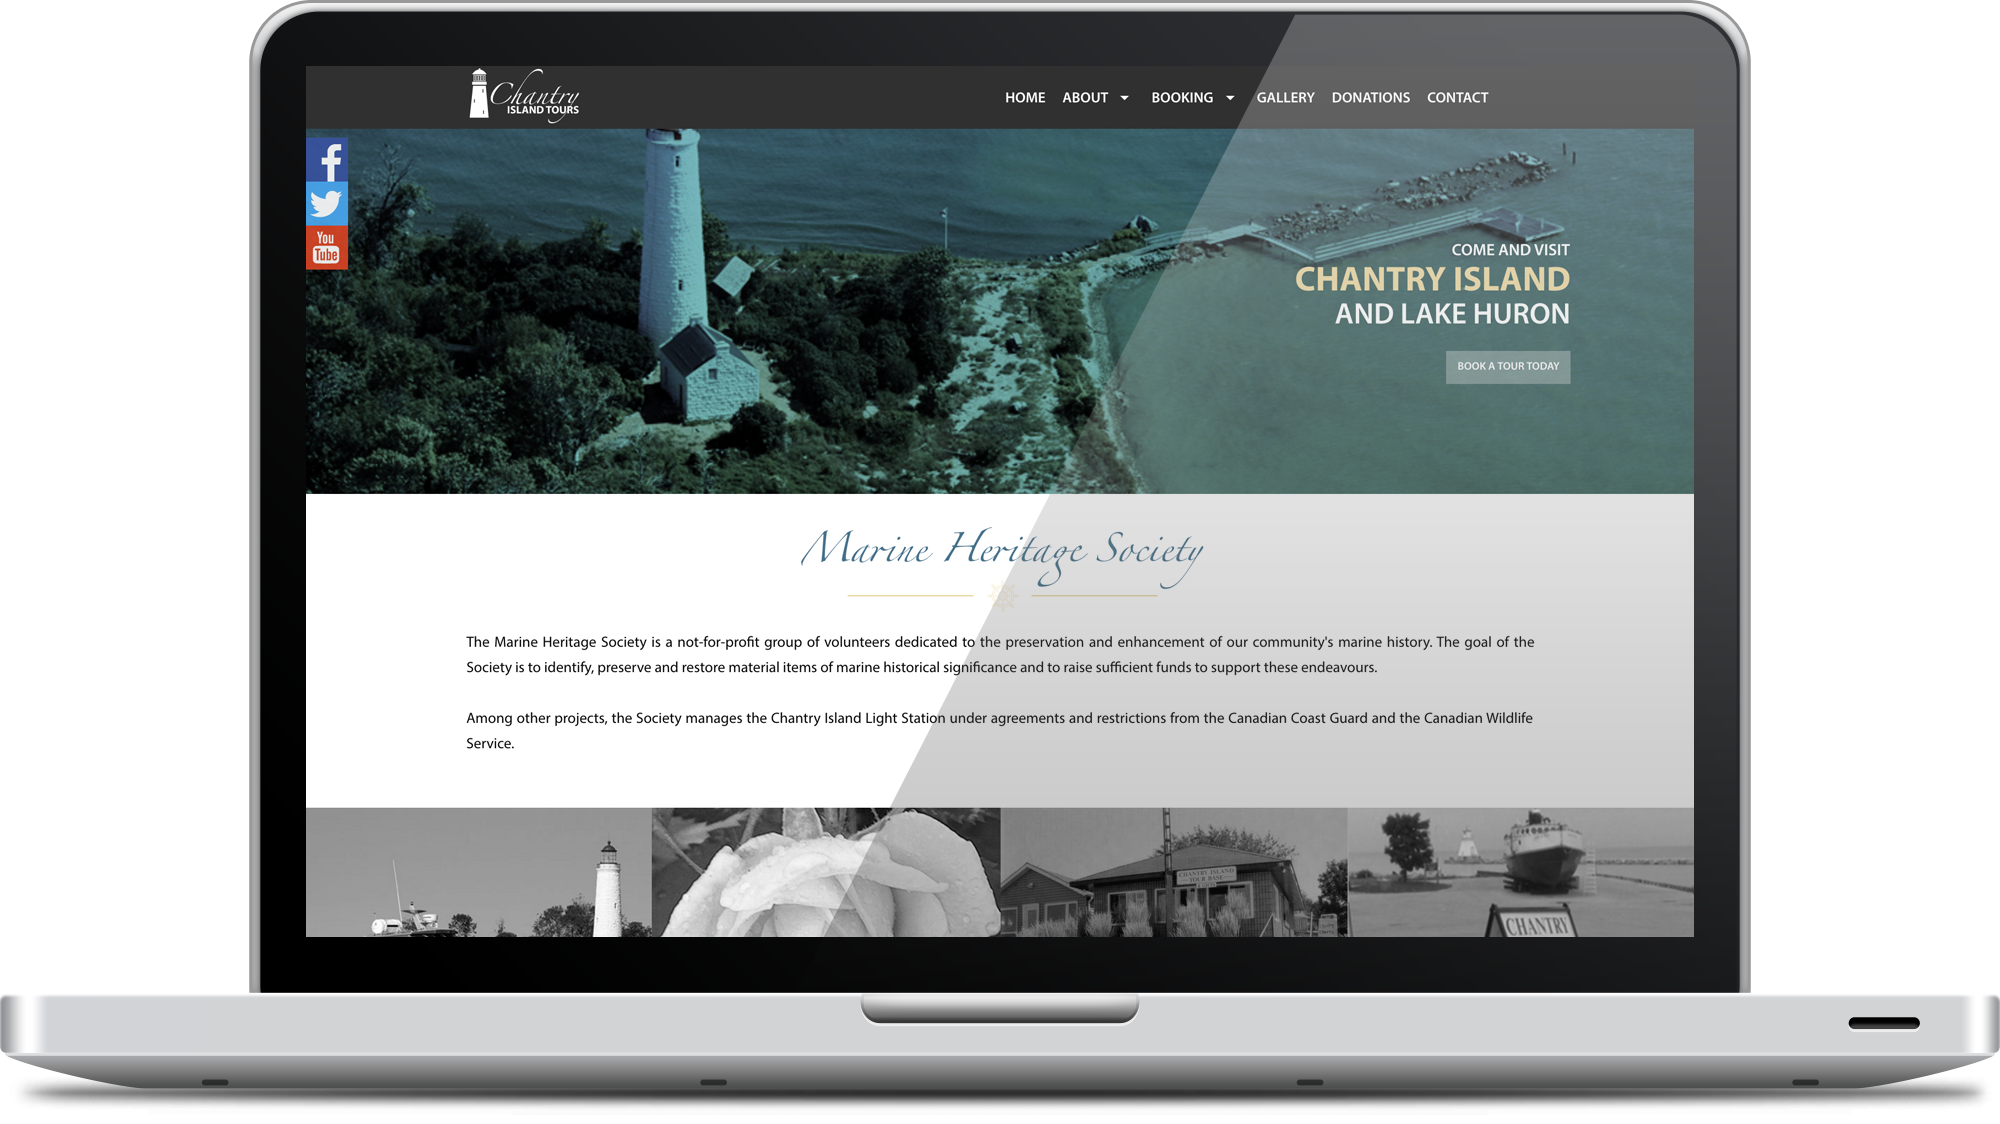 Chantry
ISLAND TOURS
HOME ABOUT BOOKING GALLERY DONATIONS CONTACT
f
You
Tube
COME AND VISIT
CHANTRY ISLAND
AND LAKE HURON
BOOK A TOUR TODAY
Marine Heritage Society
The Marine Heritage Society is a not-for-profit group of volunteers dedicated to the preservation and enhancement of our community's marine history. The goal of the
Society is to identify, preserve and restore material items of marine historical significance and to raise sufficient funds to support these endeavours.
Among other projects, the Society manages the Chantry Island Light Station under agreements and restrictions from the Canadian Coast Guard and the Canadian Wildlife
Service.
CHANTRY ISLAND
TOUR BASE
CHANTRY